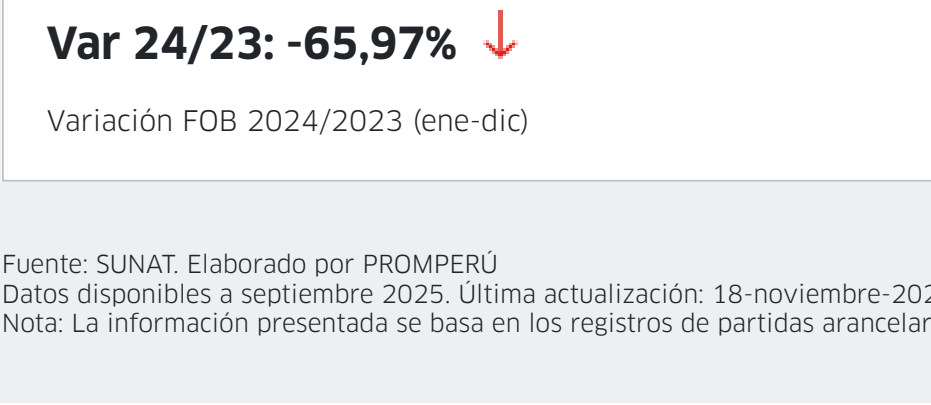 Var 24/23: -65,97%
Variación FOB 2024/2023 (ene-dic)
Fuente: SUNAT. Elaborado por PROMPERÚ
Datos disponibles a septiembre 2025. Última actualización: 18-noviembre-202
Nota: La información presentada se basa en los registros de partidas arancelar